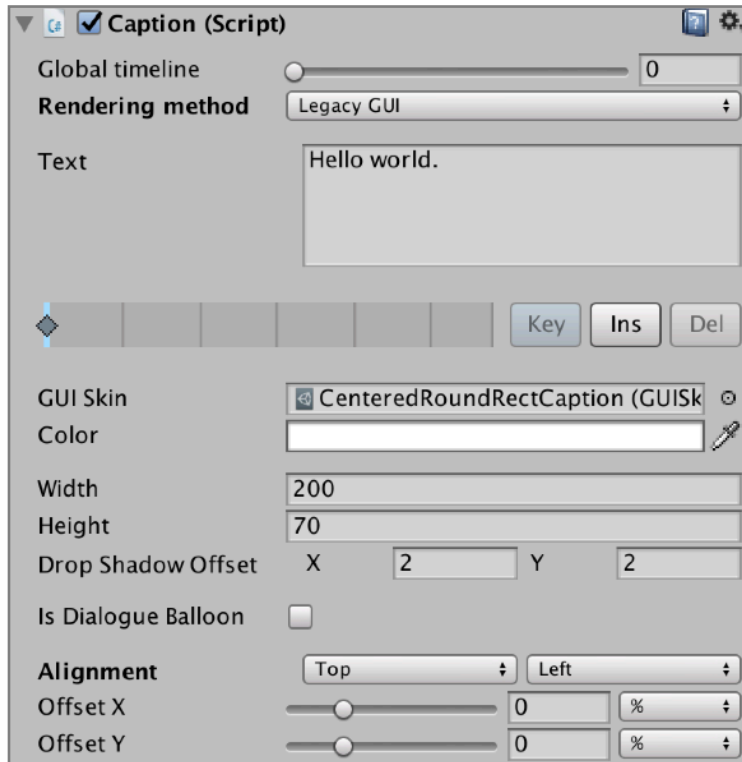 Caption (Script)
Global timeline 0
Rendering method Legacy GUI
Text Hello world.
Key Ins Del
GUI Skin CenteredRoundRectCaption (GUISk
Color
Width 200
Height 70
Drop Shadow Offset X 2 Y 2
Is Dialogue Balloon
Alignment Top Left
Offset X 0 %
Offset Y 0 %